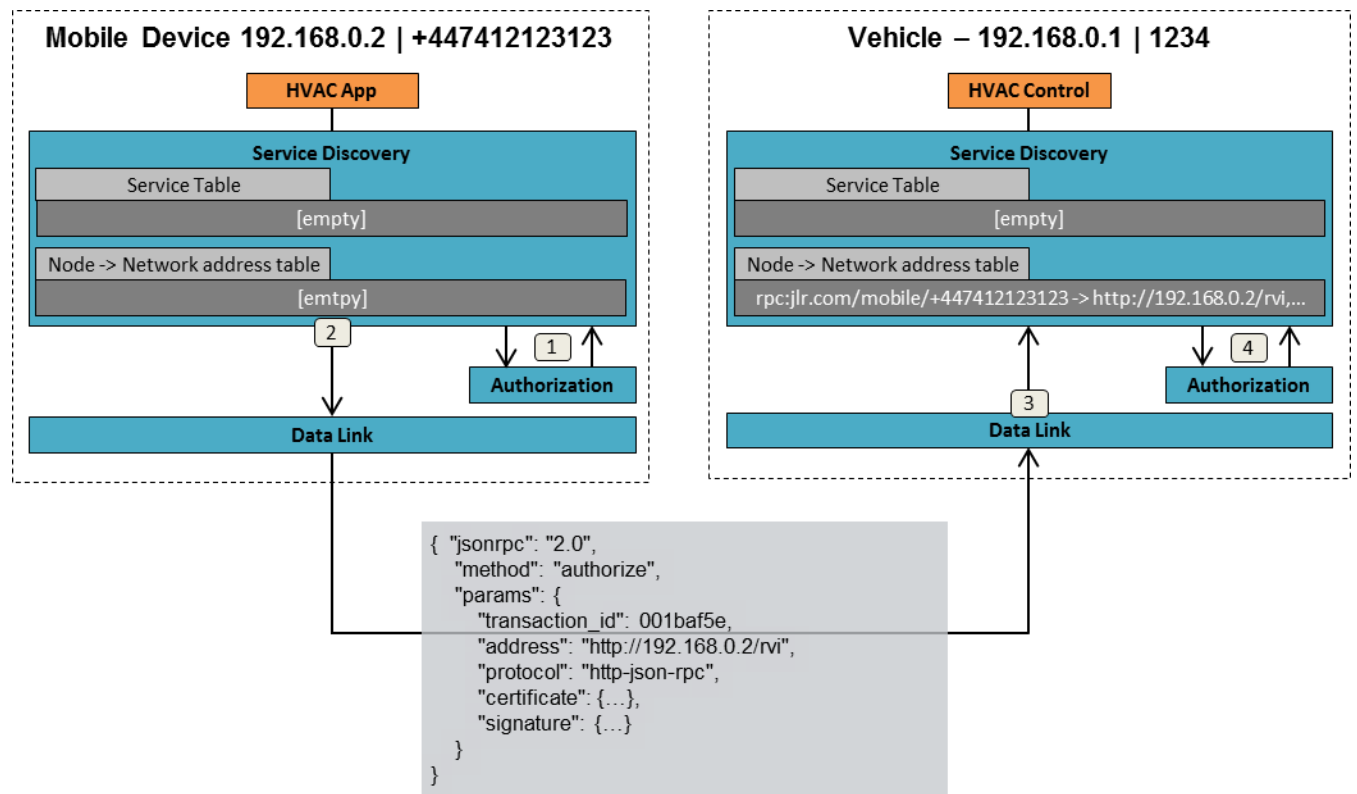 Mobile Device 192.168.0.2 | +447412123123
HVAC App
Service Discovery
Service Table
[empty]
Node -> Network address table
[emtpy]
2
1
Authorization
Data Link
Vehicle – 192.168.0.1 | 1234
HVAC Control
Service Discovery
Service Table
[empty]
Node -> Network address table
rpc:jlr.com/mobile/+447412123123 -> http://192.168.0.2/rvi,...
4
Authorization
3
Data Link
{ "jsonrpc": "2.0",
"method": "authorize",
"params": {
"transaction_id": 001baf5e,
"address": "http://192.168.0.2/rvi",
"protocol": "http-json-rpc",
"certificate": {…},
"signature": {…}
}
}